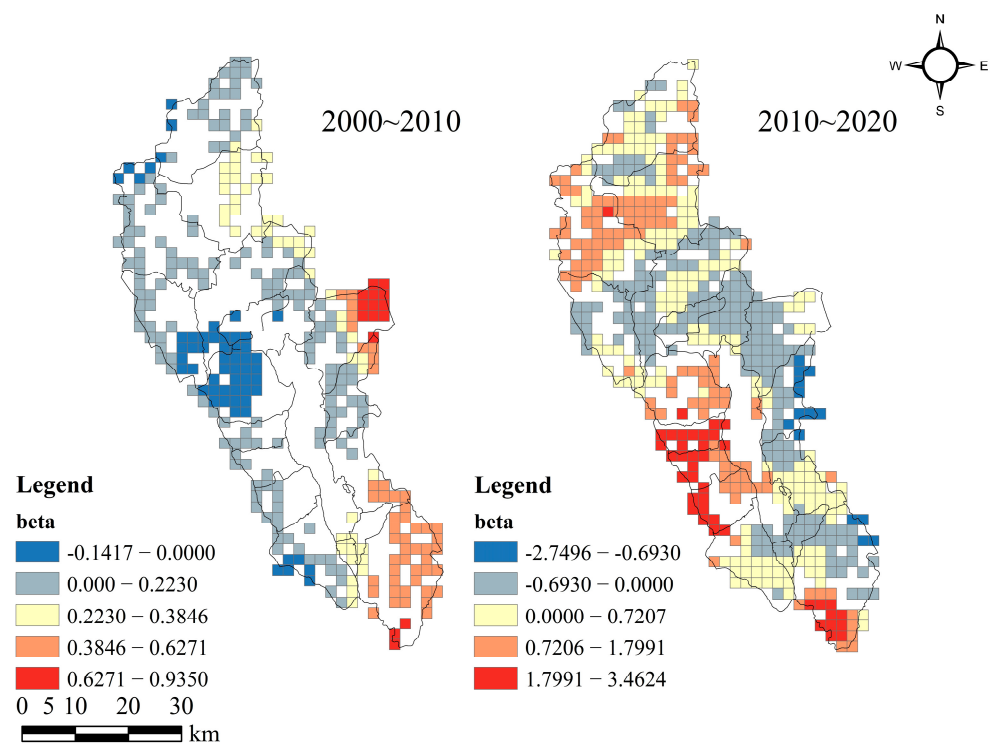 N
W E
S
2000~2010
2010~2020
Legend
beta
-0.1417 – 0.0000
0.000 – 0.2230
0.2230 – 0.3846
0.3846 – 0.6271
0.6271 – 0.9350
0 5 10 20 30
km
Legend
beta
-2.7496 – -0.6930
-0.6930 – 0.0000
0.0000 – 0.7207
0.7206 – 1.7991
1.7991 – 3.4624